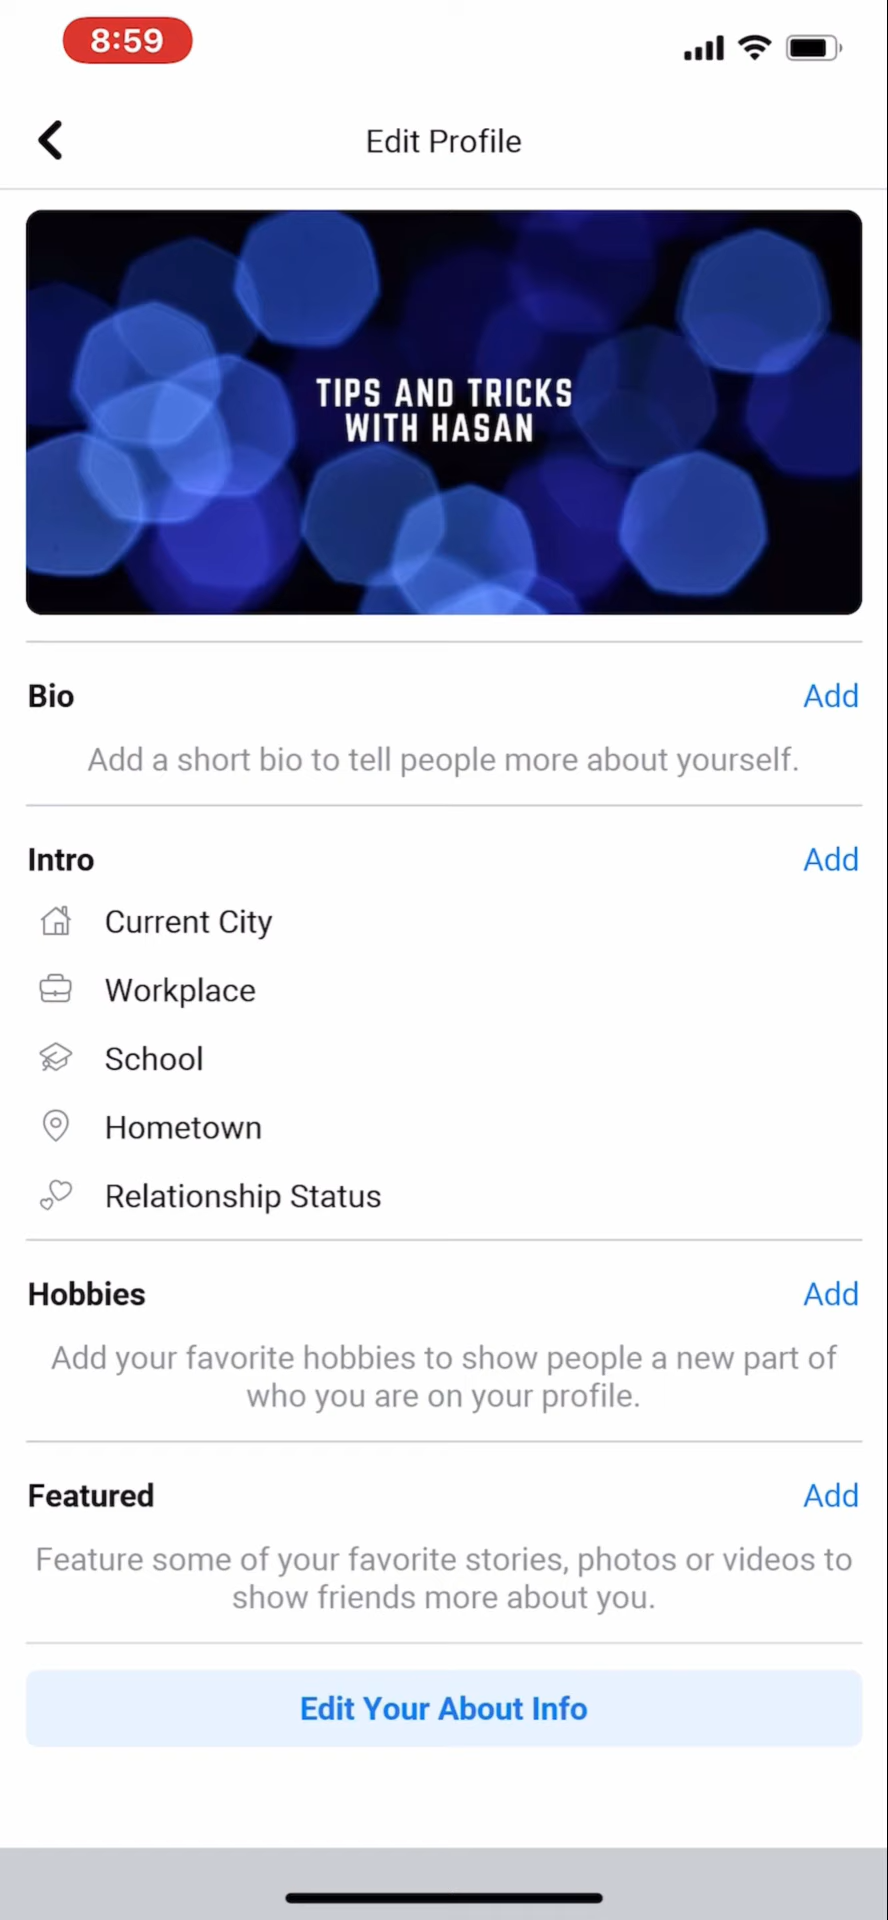 8:59
Edit Profile
TIPS AND TRICKS
WITH HASAN
Bio
Add
Add a short bio to tell people more about yourself.
Intro
Add
Current City
Workplace
School
Hometown
Relationship Status
Hobbies
Add
Add your favorite hobbies to show people a new part of
who you are on your profile.
Featured
Add
Feature some of your favorite stories, photos or videos to
show friends more about you.
Edit Your About Info